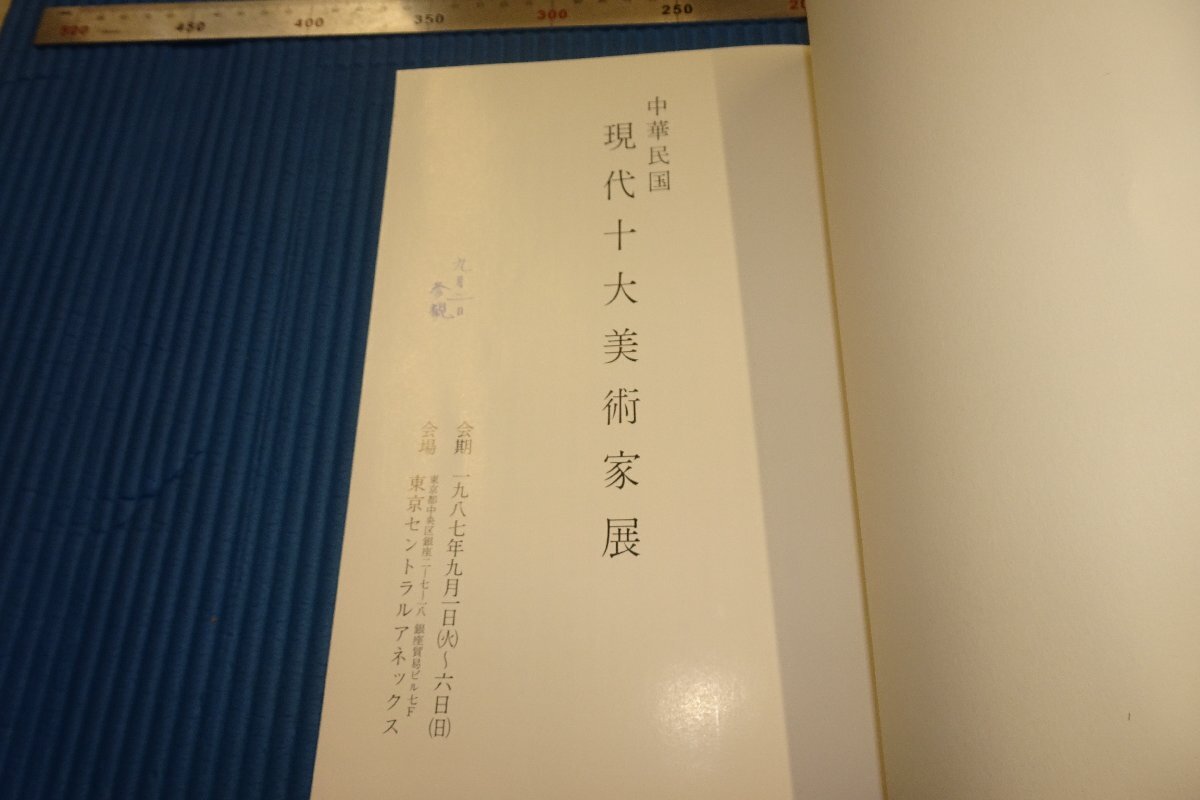 500 450 400 350 300 250 20
中華民国
現代十大美術家展
九月二日
参観
会期 一九八七年九月一日(火)〜六日(日)
会場 東京都中央区銀座二ー七ー一八 銀座貿易ビル七F
東京セントラルアネックス